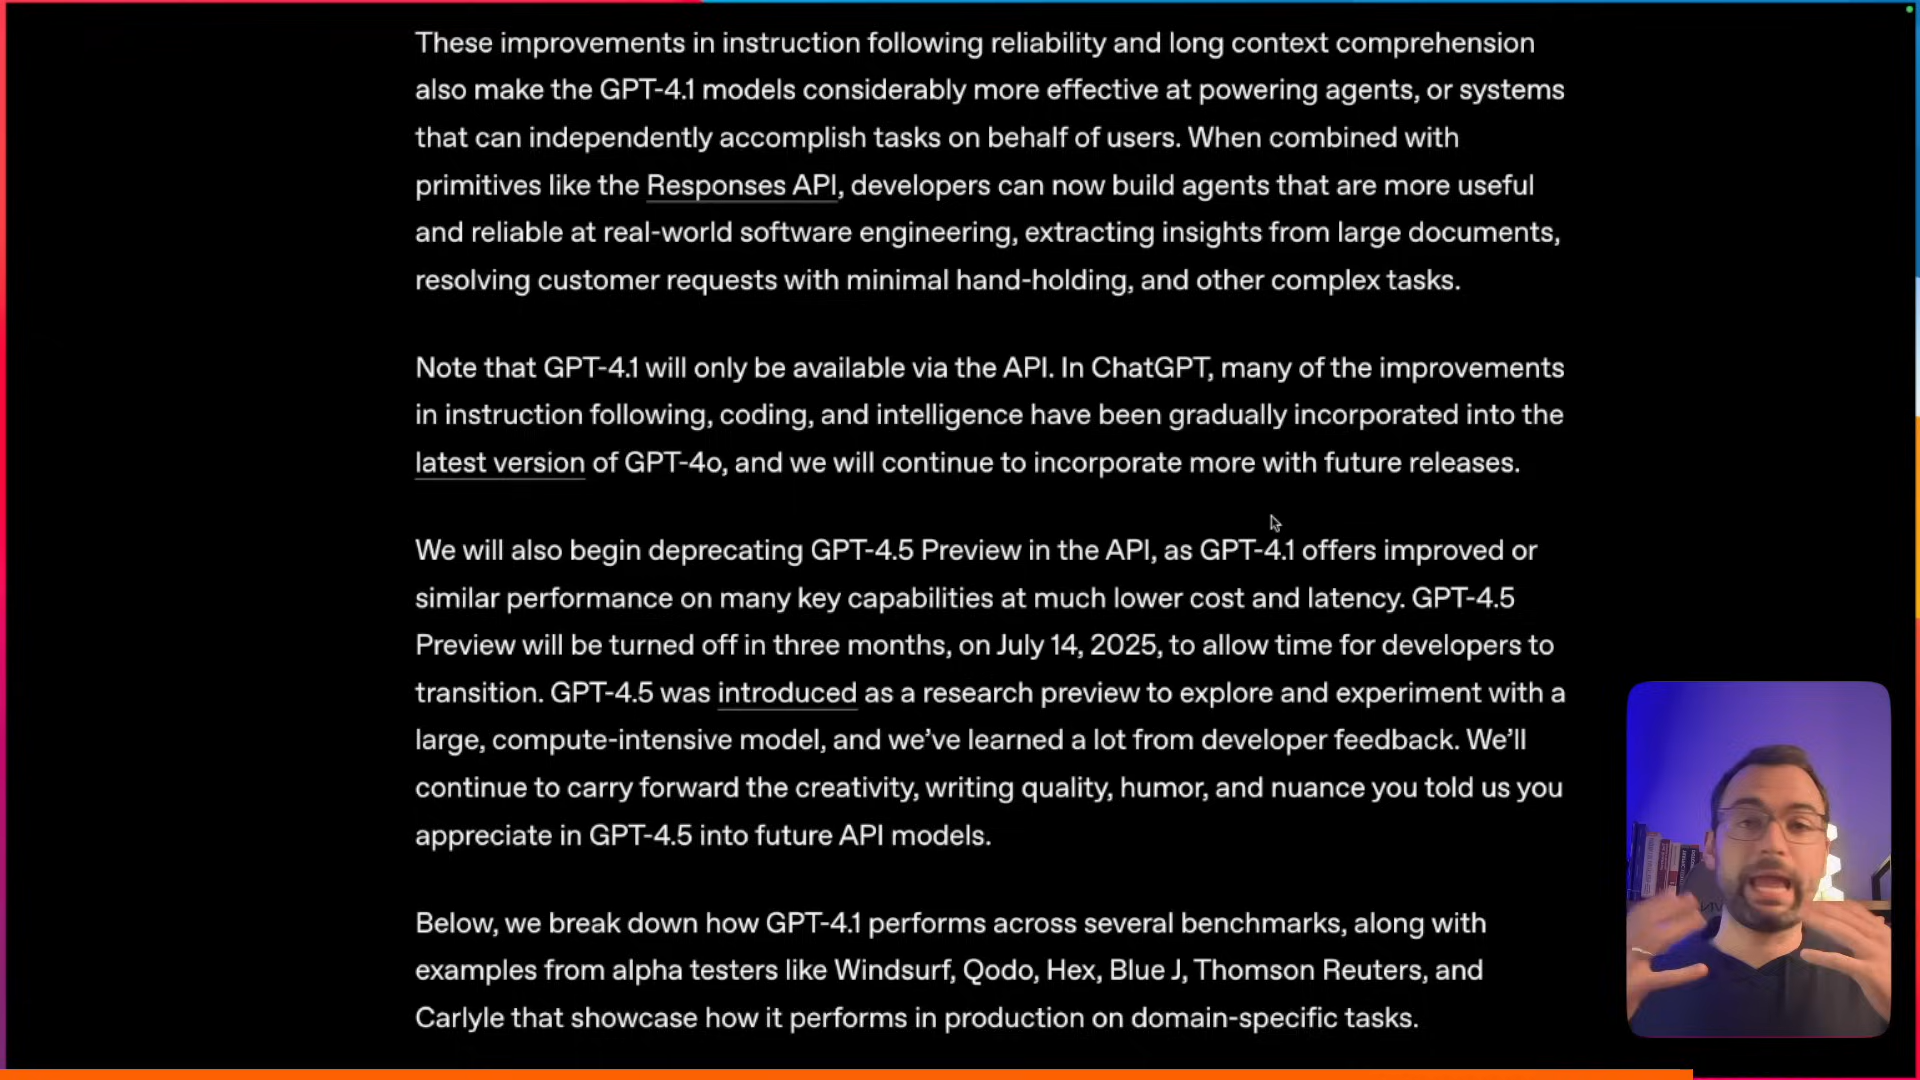 These improvements in instruction following reliability and long context comprehension
also make the GPT-4.1 models considerably more effective at powering agents, or systems
that can independently accomplish tasks on behalf of users. When combined with
primitives like the Responses API, developers can now build agents that are more useful
and reliable at real-world software engineering, extracting insights from large documents,
resolving customer requests with minimal hand-holding, and other complex tasks.
Note that GPT-4.1 will only be available via the API. In ChatGPT, many of the improvements
in instruction following, coding, and intelligence have been gradually incorporated into the
latest version of GPT-4o, and we will continue to incorporate more with future releases.
We will also begin deprecating GPT-4.5 Preview in the API, as GPT-4.1 offers improved or
similar performance on many key capabilities at much lower cost and latency. GPT-4.5
Preview will be turned off in three months, on July 14, 2025, to allow time for developers to
transition. GPT-4.5 was introduced as a research preview to explore and experiment with a
large, compute-intensive model, and we’ve learned a lot from developer feedback. We’ll
continue to carry forward the creativity, writing quality, humor, and nuance you told us you
appreciate in GPT-4.5 into future API models.
Below, we break down how GPT-4.1 performs across several benchmarks, along with
examples from alpha testers like Windsurf, Qodo, Hex, Blue J, Thomson Reuters, and
Carlyle that showcase how it performs in production on domain-specific tasks.